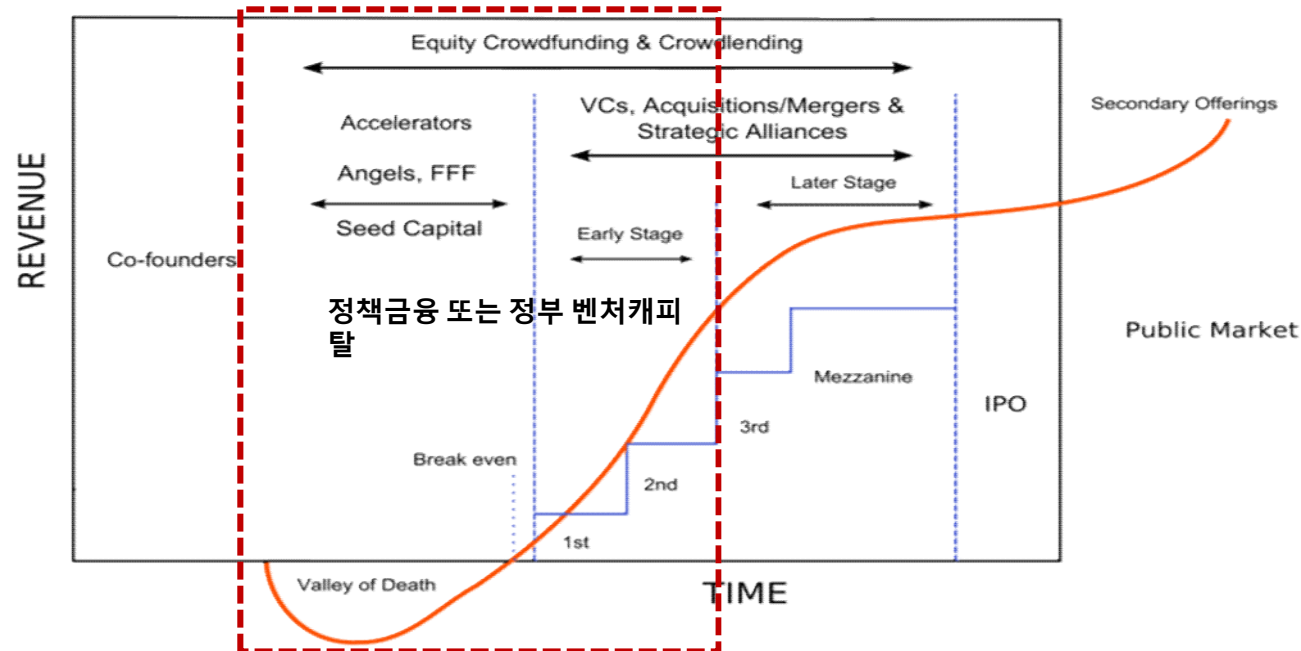 Equity Crowdfunding & Crowdlending
VCs, Acquisitions/Mergers &
Strategic Alliances
Secondary Offerings
Accelerators
Angels, FFF
Seed Capital
Later Stage
Early Stage
REVENUE
Co-founders
정책금융 또는 정부 벤처캐피
탈
Public Market
Mezzanine
IPO
3rd
Break even
2nd
1st
Valley of Death
TIME